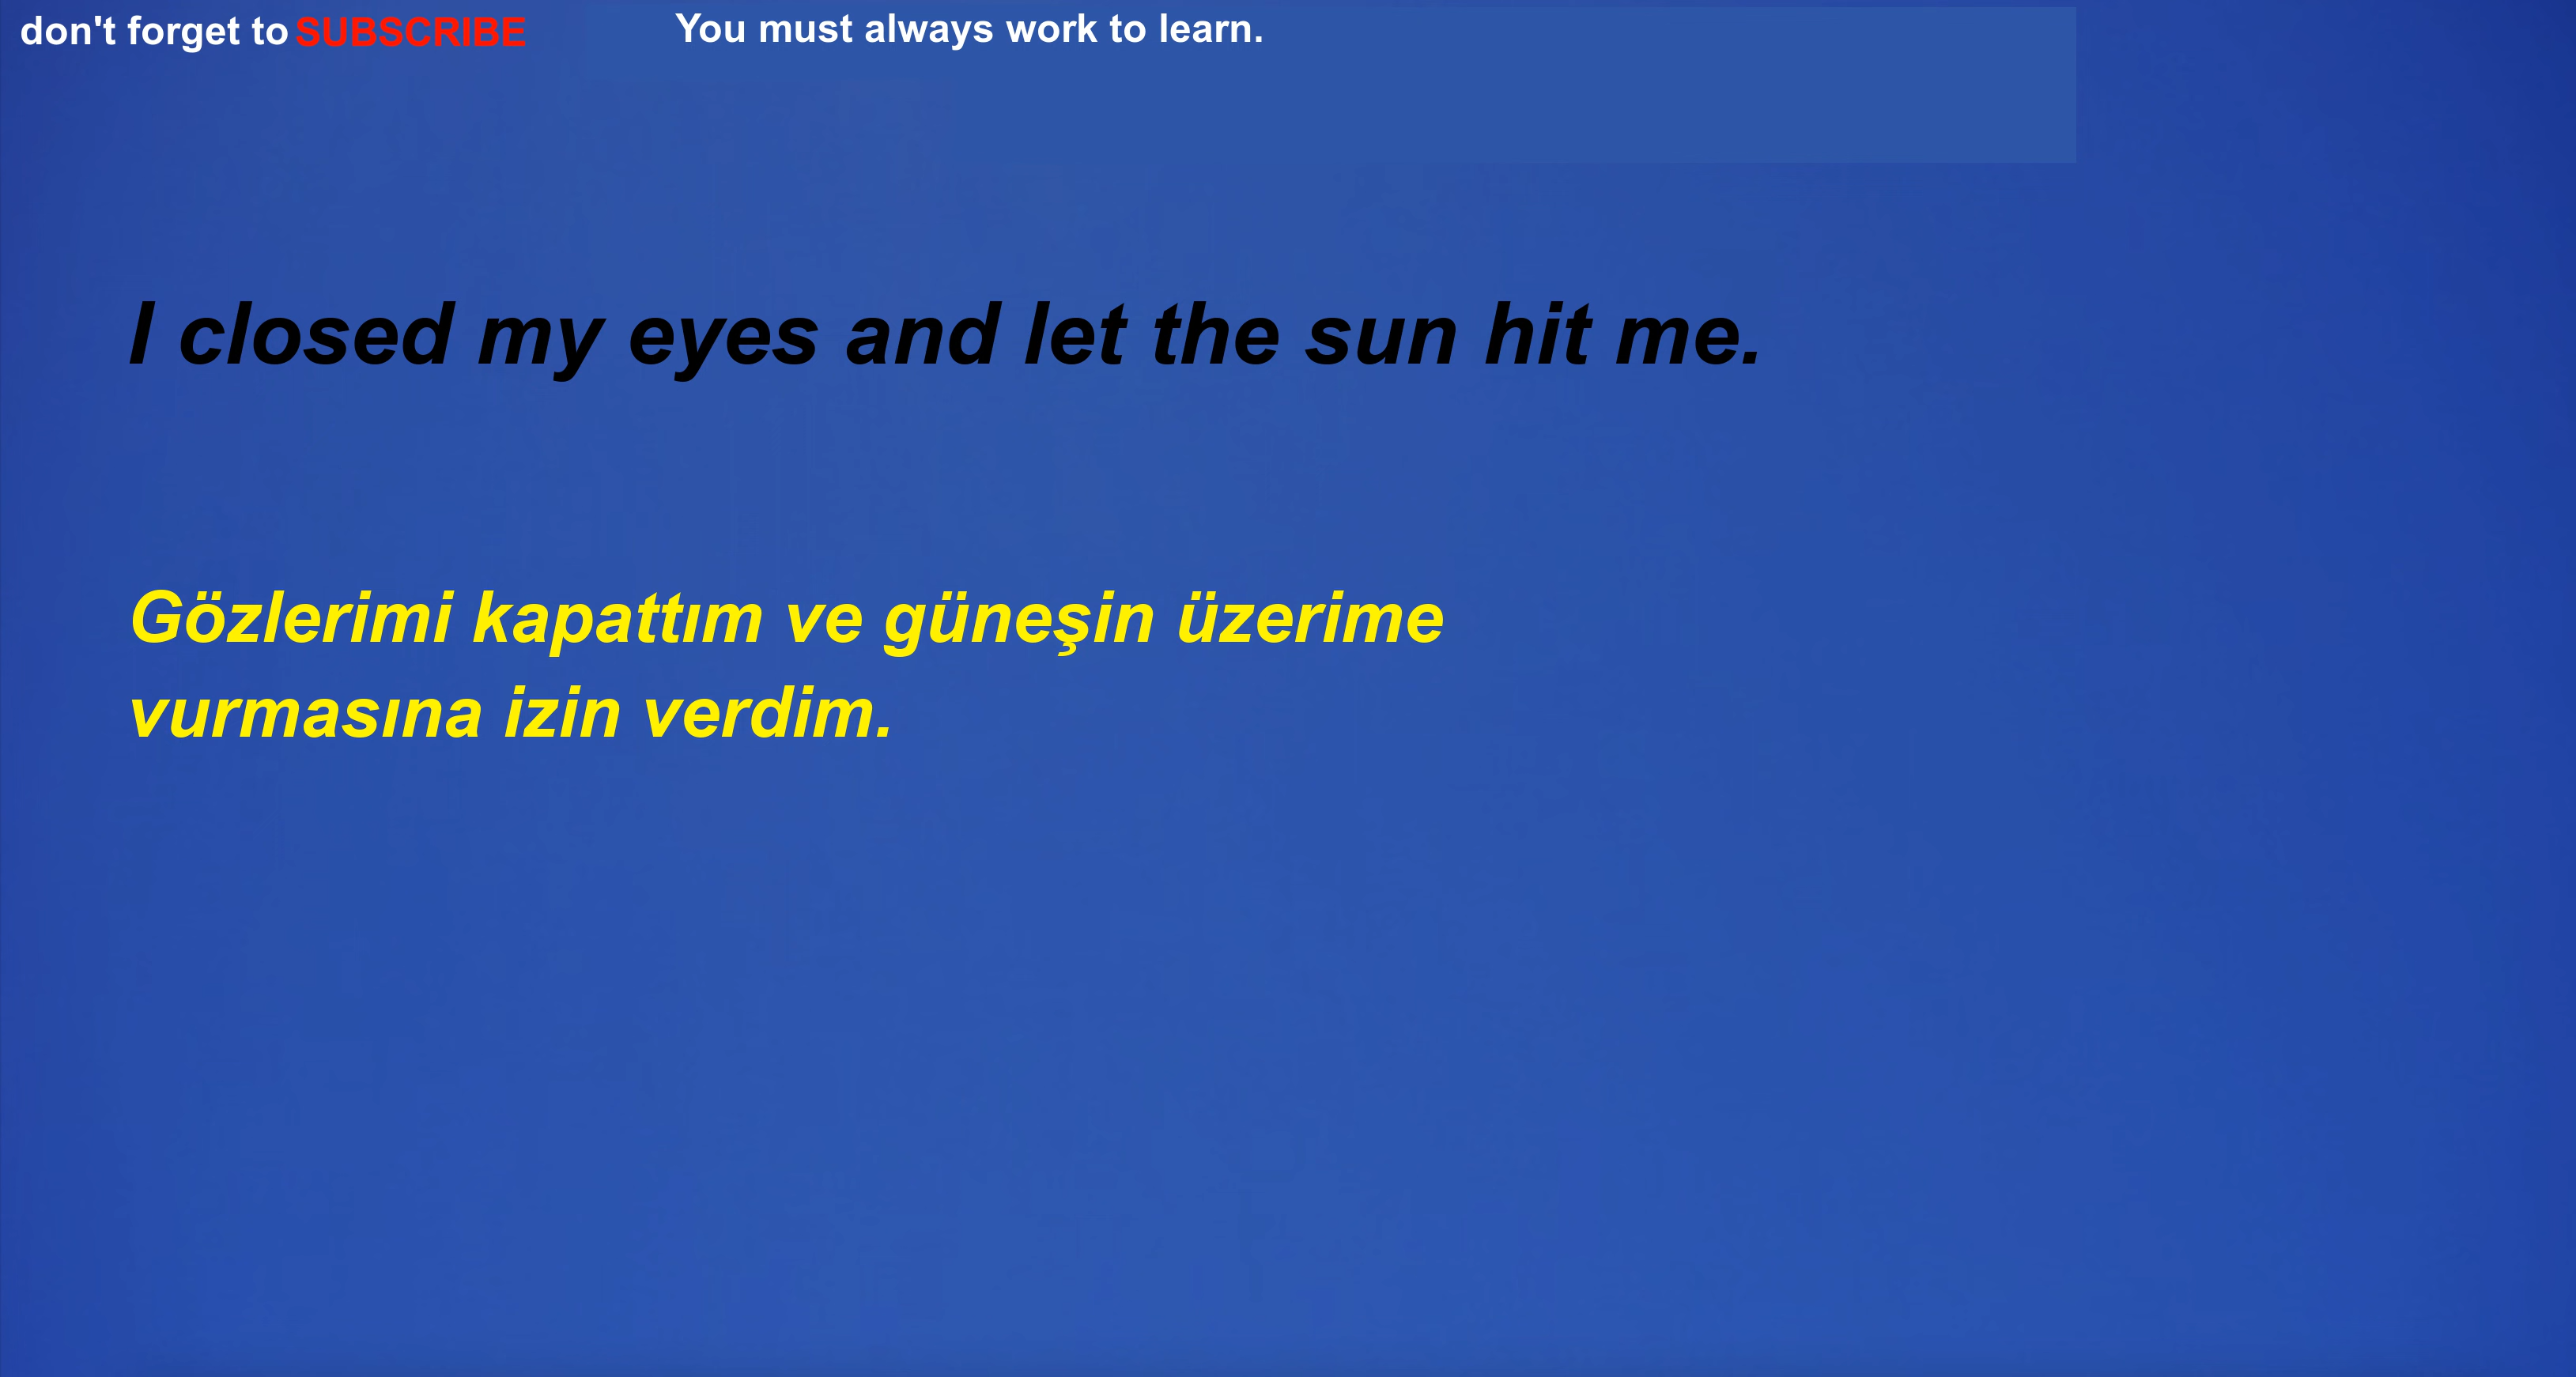 don't forget to SUBSCRIBE
You must always work to learn.
I closed my eyes and let the sun hit me.
Gözlerimi kapattım ve güneşin üzerime
vurmasına izin verdim.